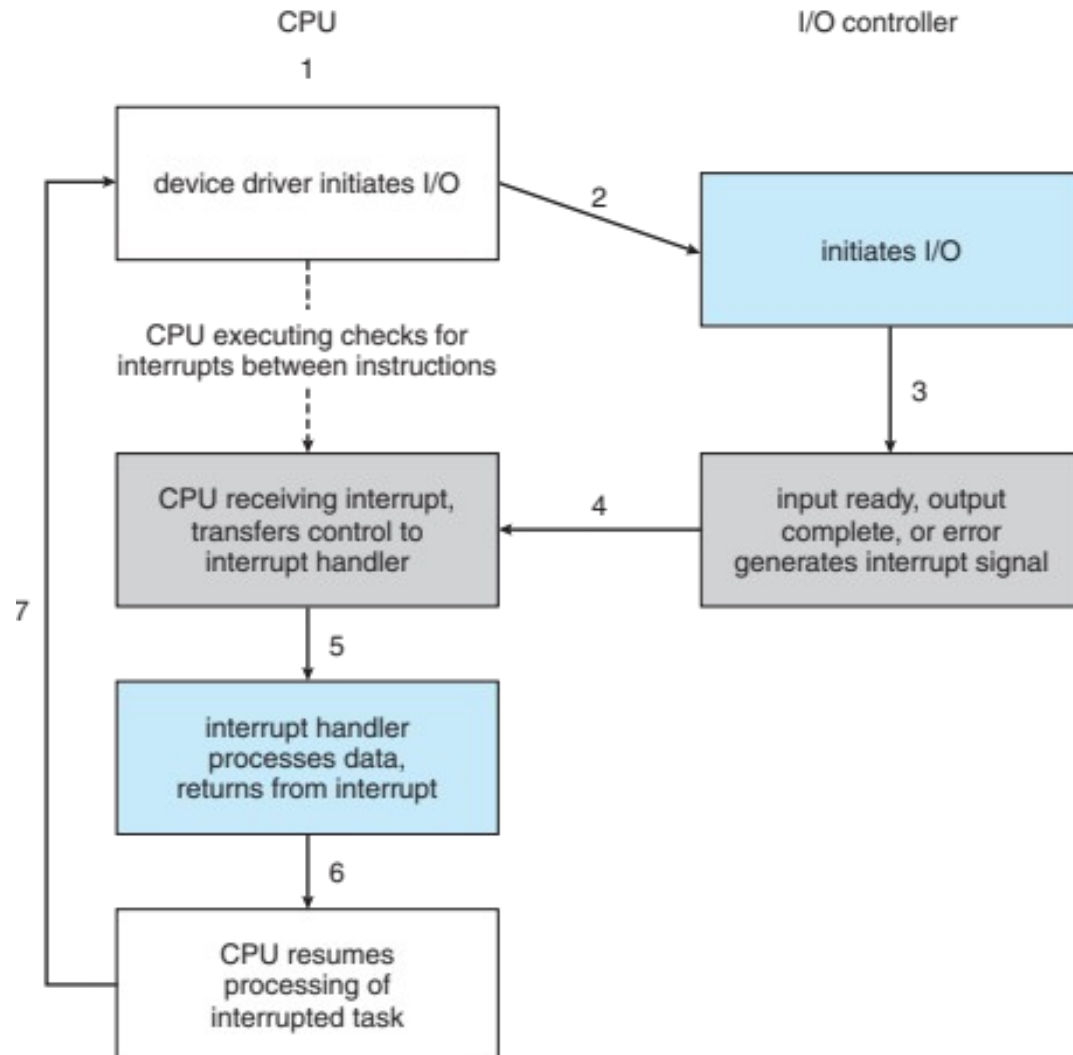 CPU
I/O controller
1
device driver initiates I/O
2
initiates I/O
CPU executing checks for
interrupts between instructions
3
CPU receiving interrupt,
transfers control to
interrupt handler
4
input ready, output
complete, or error
generates interrupt signal
7
5
interrupt handler
processes data,
returns from interrupt
6
CPU resumes
processing of
interrupted task